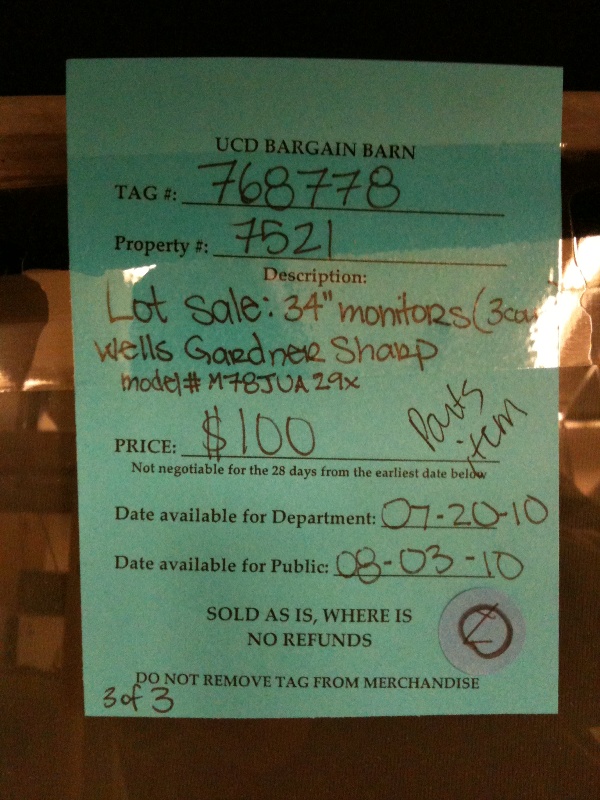 UCD BARGAIN BARN
TAG #: 768778
Property #: 7521
Description:
Lot Sale: 34" monitors (3
Wells Gardner Sharp
model# M78JUA29X
PRICE: $100
Parts
item
Not negotiable for the 28 days from the earliest date below
Date available for Department: 07-20-10
Date available for Public: 08-03-10
SOLD AS IS, WHERE IS
NO REFUNDS
DO NOT REMOVE TAG FROM MERCHANDISE
3 of 3